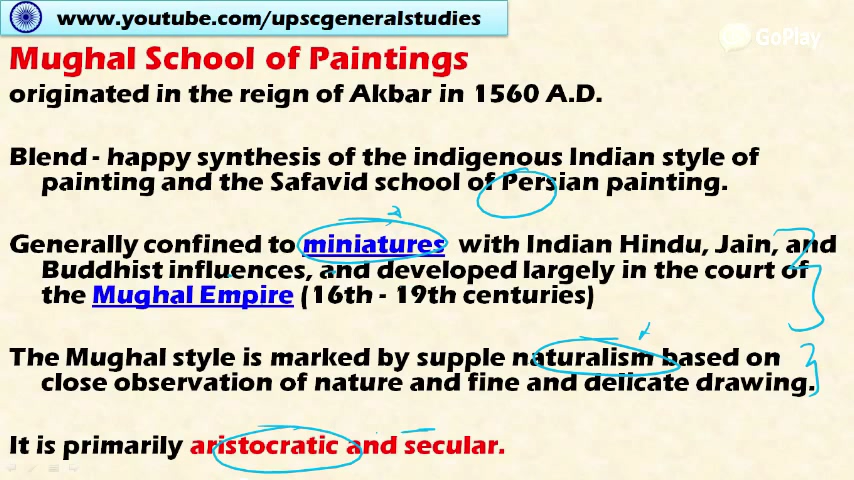 www.youtube.com/upscgeneralstudies
GoPlay
Mughal School of Paintings
originated in the reign of Akbar in 1560 A.D.
Blend - happy synthesis of the indigenous Indian style of
painting and the Safavid school of Persian painting.
Generally confined to miniatures with Indian Hindu, Jain, and
Buddhist influences, and developed largely in the court of
the Mughal Empire (16th - 19th centuries)
The Mughal style is marked by supple naturalism based on
close observation of nature and fine and delicate drawing.
It is primarily aristocratic and secular.